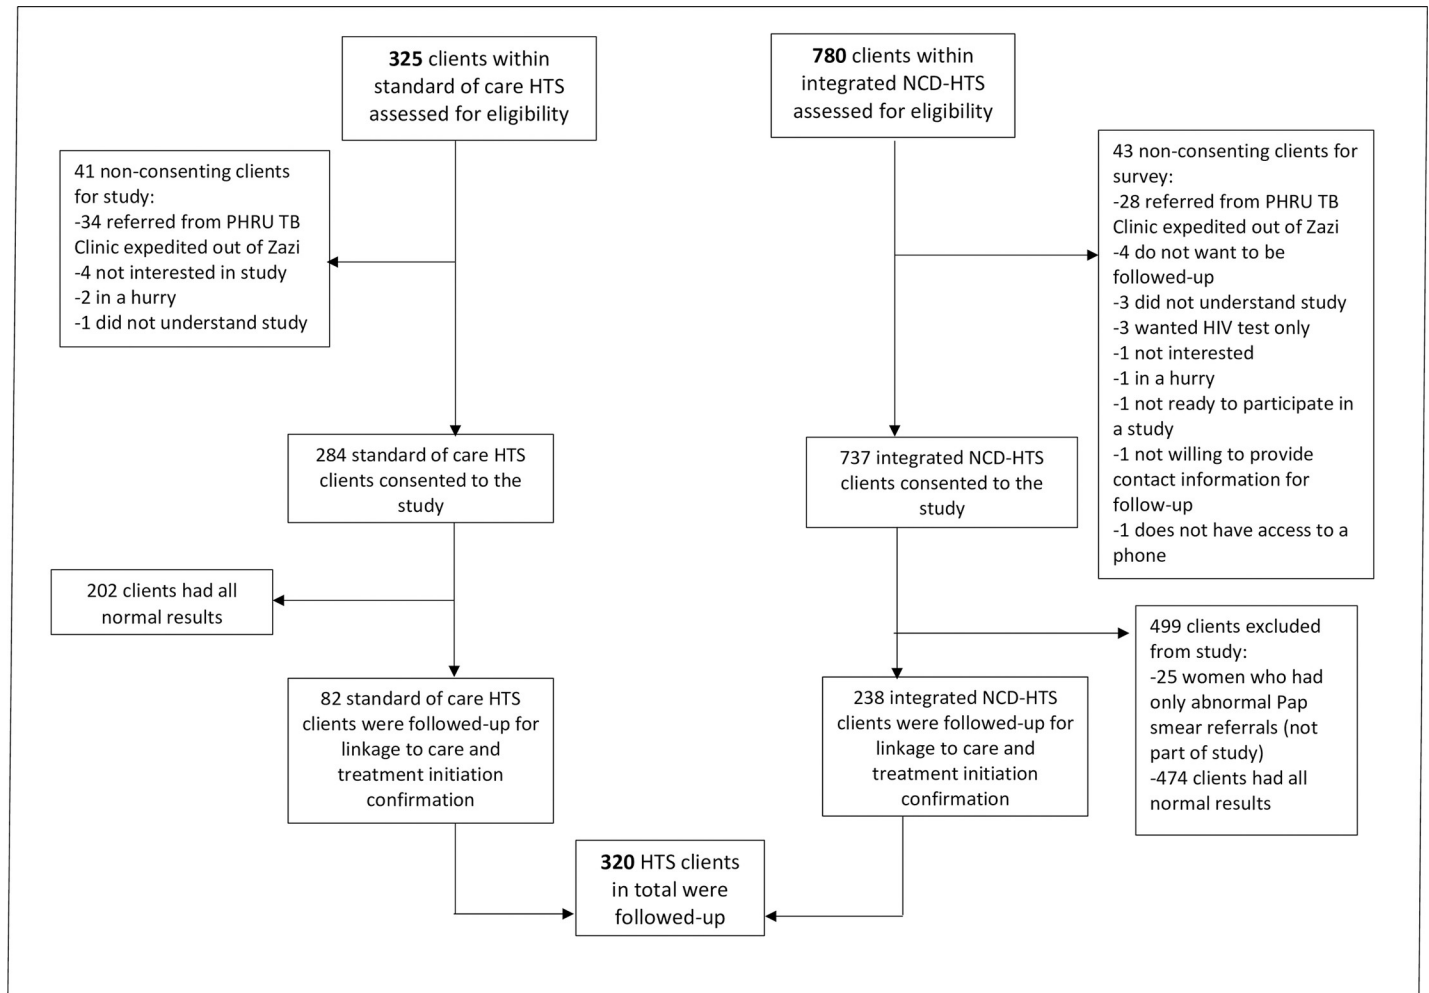 325 clients within
standard of care HTS
assessed for eligibility
780 clients within
integrated NCD-HTS
assessed for eligibility
41 non-consenting clients
for study:
-34 referred from PHRU TB
Clinic expedited out of Zazi
-4 not interested in study
-2 in a hurry
-1 did not understand study
43 non-consenting clients for
survey:
-28 referred from PHRU TB
Clinic expedited out of Zazi
-4 do not want to be
followed-up
-3 did not understand study
-3 wanted HIV test only
-1 not interested
-1 in a hurry
-1 not ready to participate in
a study
-1 not willing to provide
contact information for
follow-up
-1 does not have access to a
phone
284 standard of care HTS
clients consented to the
study
737 integrated NCD-HTS
clients consented to the
study
202 clients had all
normal results
499 clients excluded
from study:
-25 women who had
only abnormal Pap
smear referrals (not
part of study)
-474 clients had all
normal results
82 standard of care HTS
clients were followed-up for
linkage to care and
treatment initiation
confirmation
238 integrated NCD-HTS
clients were followed-up for
linkage to care and
treatment initiation
confirmation
320 HTS clients
in total were
followed-up